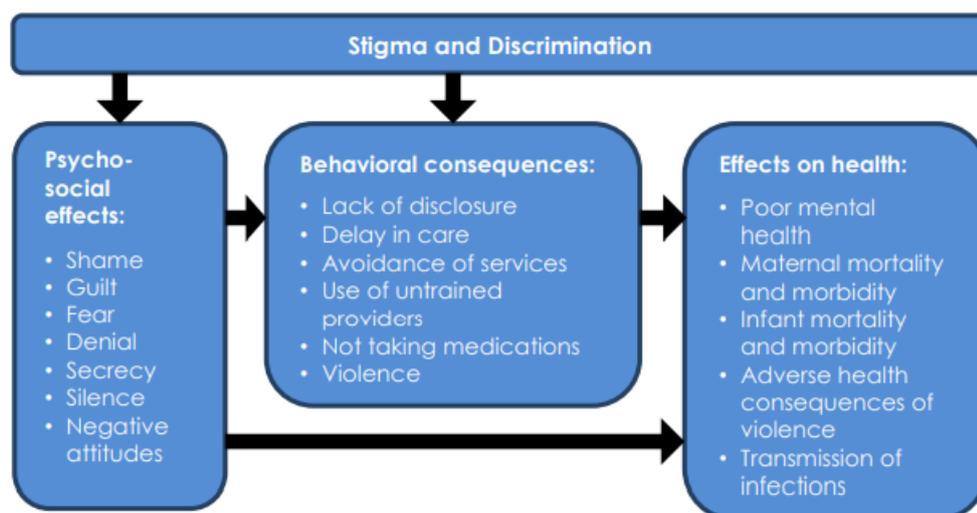 Stigma and Discrimination
Psycho-
social
effects:
• Shame
• Guilt
• Fear
• Denial
• Secrecy
• Silence
• Negative
attitudes
Behavioral consequences:
• Lack of disclosure
• Delay in care
• Avoidance of services
• Use of untrained
providers
• Not taking medications
• Violence
Effects on health:
• Poor mental
health
• Maternal mortality
and morbidity
• Infant mortality
and morbidity
• Adverse health
consequences of
violence
• Transmission of
infections